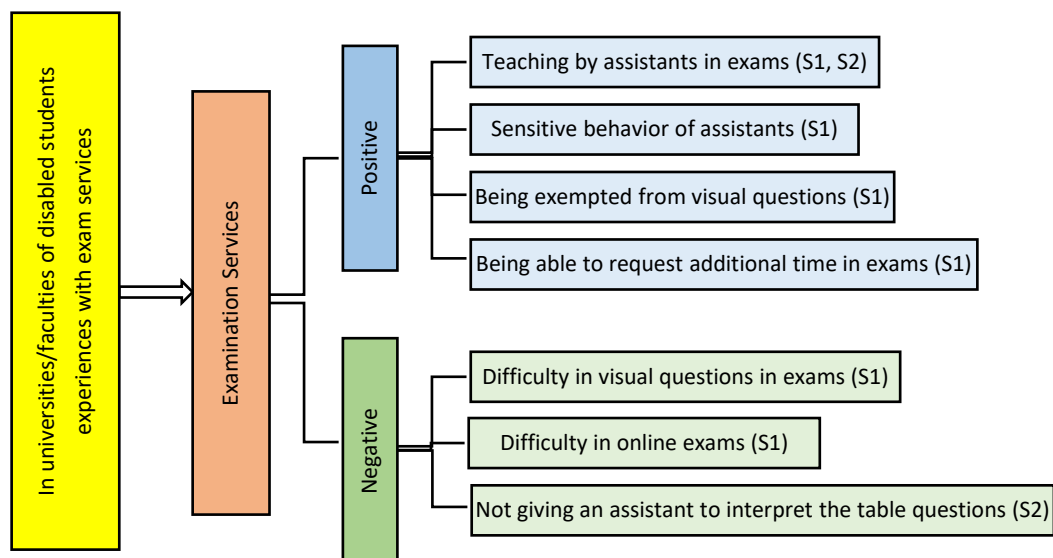 In universities/faculties of disabled students
experiences with exam services
Examination Services
Positive
Teaching by assistants in exams (S1, S2)
Sensitive behavior of assistants (S1)
Being exempted from visual questions (S1)
Being able to request additional time in exams (S1)
Negative
Difficulty in visual questions in exams (S1)
Difficulty in online exams (S1)
Not giving an assistant to interpret the table questions (S2)